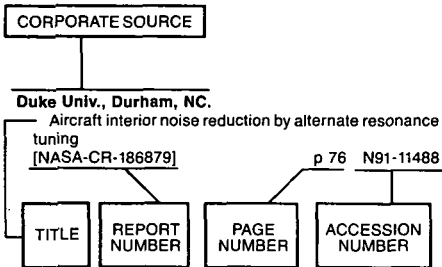 CORPORATE SOURCE
Duke Univ., Durham, NC.
Aircraft interior noise reduction by alternate resonance
tuning
[NASA-CR-186879] p 76 N91-11488
TITLE
REPORT
NUMBER
PAGE
NUMBER
ACCESSION
NUMBER